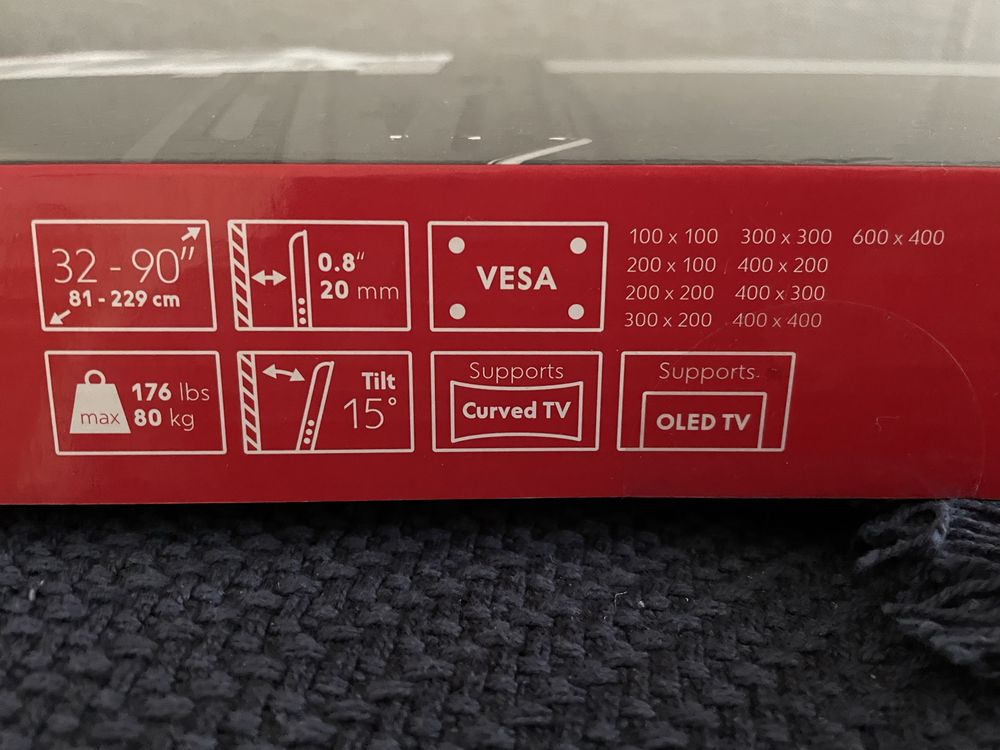 32 - 90"
81 - 229 cm
0.8"
20 mm
VESA
100 x 100 300 x 300 600 x 400
200 x 100 400 x 200
200 x 200 400 x 300
300 x 200 400 x 400
max
176 lbs
80 kg
Tilt
15°
Supports
Curved TV
Supports
OLED TV